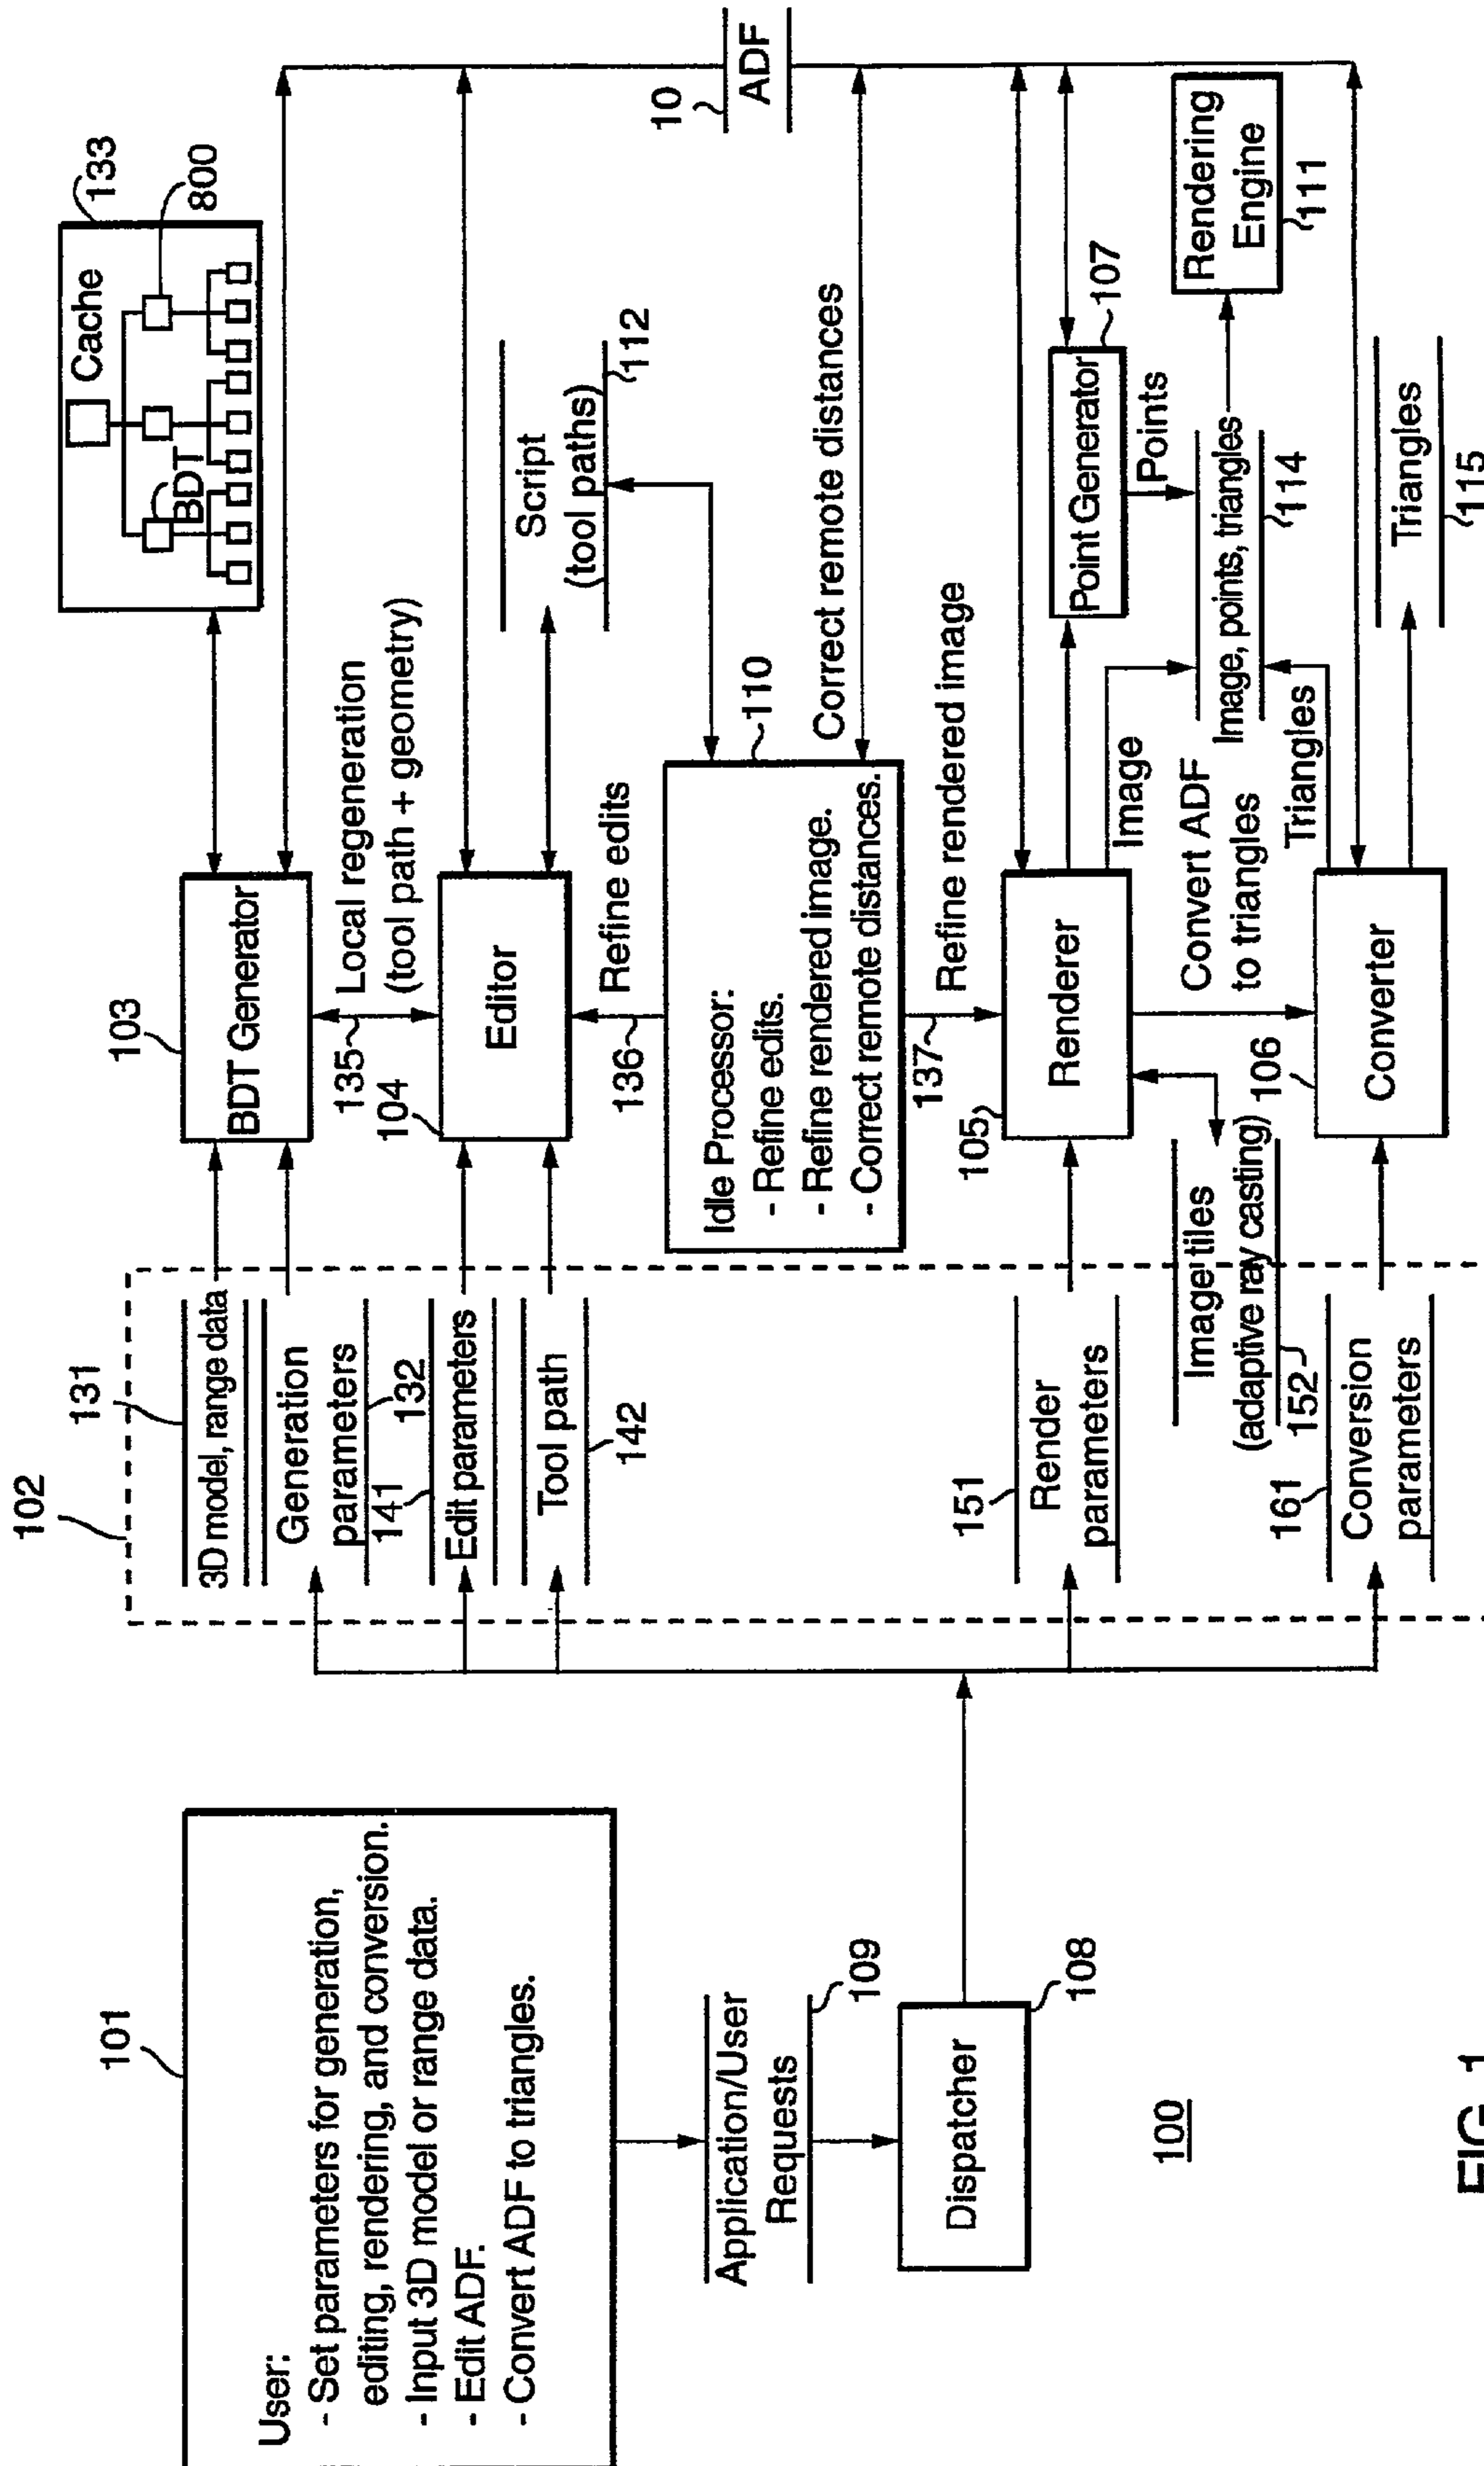 101
User:
- Set parameters for generation,
editing, rendering, and conversion.
- Input 3D model or range data.
- Edit ADF.
- Convert ADF to triangles.
Application/User
Requests
109
Dispatcher
108
100
FIG. 1
102
131
3D model, range data
Generation
parameters
132
141
Edit parameters
Tool path
142
151
Render
parameters
Image tiles
(adaptive ray casting)
152
161
Conversion
parameters
103
BDT Generator
135
Local regeneration
(tool path + geometry)
104
Editor
136
Refine edits
Idle Processor:
- Refine edits.
- Refine rendered image.
- Correct remote distances.
110
137
Refine rendered image
105
Renderer
106
Convert ADF
to triangles
Converter
133
Cache
BDT
800
Script
(tool paths)
112
Correct remote distances
10
ADF
Point Generator
107
Points
Image
Image, points, triangles
114
Triangles
Rendering
Engine
111
Triangles
115